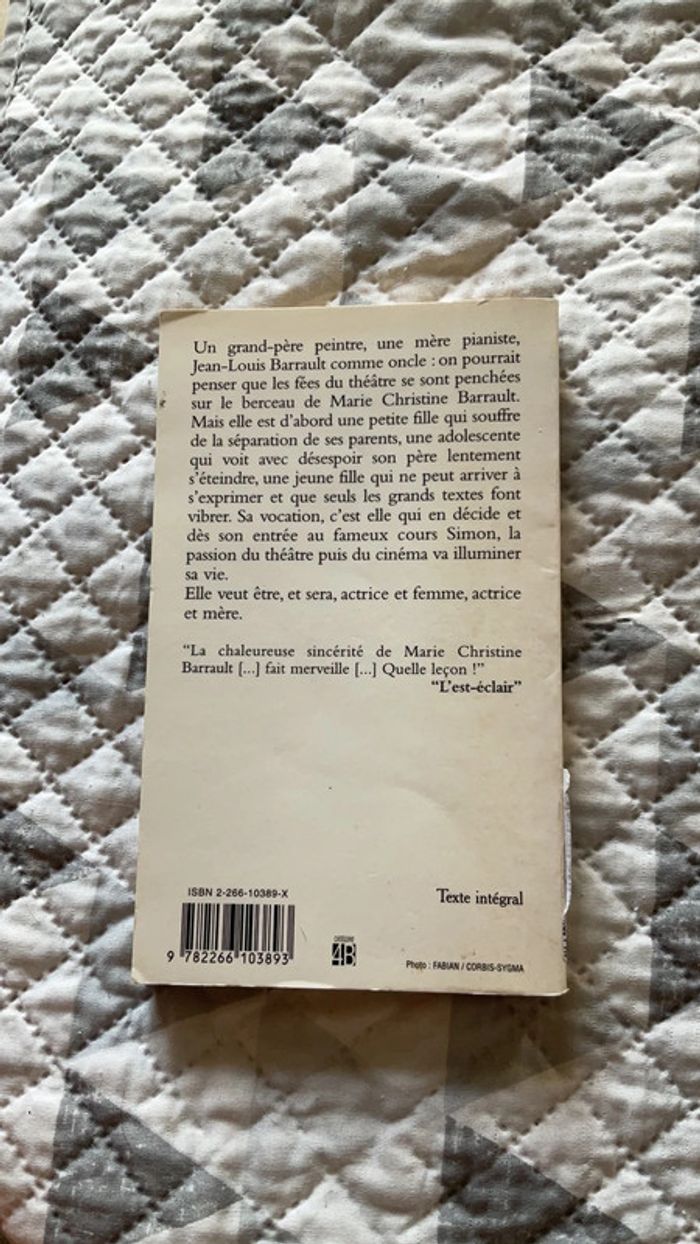 Un grand-père peintre, une mère pianiste,
Jean-Louis Barrault comme oncle : on pourrait
penser que les fées du théâtre se sont penchées
sur le berceau de Marie Christine Barrault.
Mais elle est d'abord une petite fille qui souffre
de la séparation de ses parents, une adolescente
qui voit avec désespoir son père lentement
s'éteindre, une jeune fille qui ne peut arriver à
s'exprimer et que seuls les grands textes font
vibrer. Sa vocation, c'est elle qui en décide et
dès son entrée au fameux cours Simon, la
passion du théâtre puis du cinéma va illuminer
sa vie.
Elle veut être, et sera, actrice et femme, actrice
et mère.
“La chaleureuse sincérité de Marie Christine
Barrault [...] fait merveille [...] Quelle leçon !”
“L'est-éclair”
ISBN 2-266-10389-X
Texte intégral
9 782266 103893
4B
Photo : FABIAN / CORBIS-SYGMA